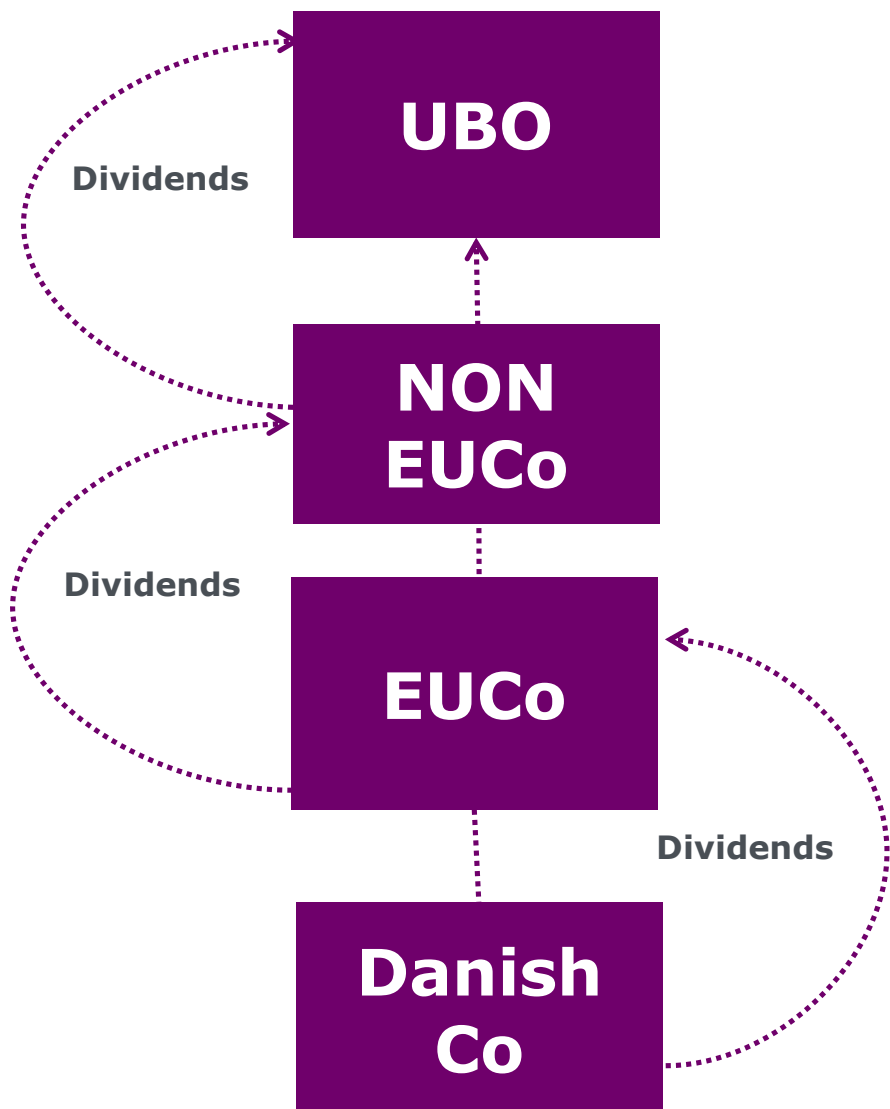 UBO
Dividends
NON
EUCo
Dividends
EUCo
Dividends
Danish
Co